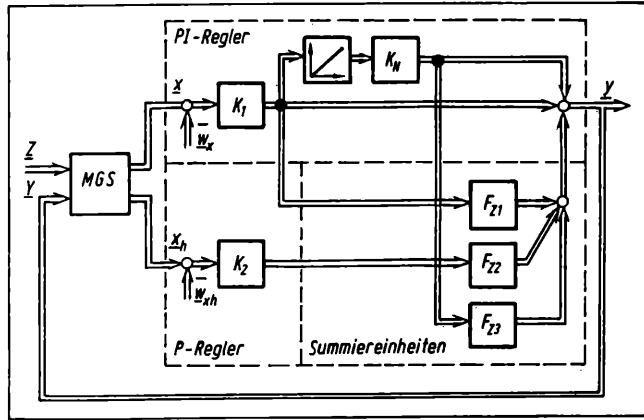 PI-Regler
K_N
x
K_1
y
w_x
Z
Y
MGS
F_Z1
x_h
K_2
F_Z2
w_xh
F_Z3
P-Regler
Summiereinheiten